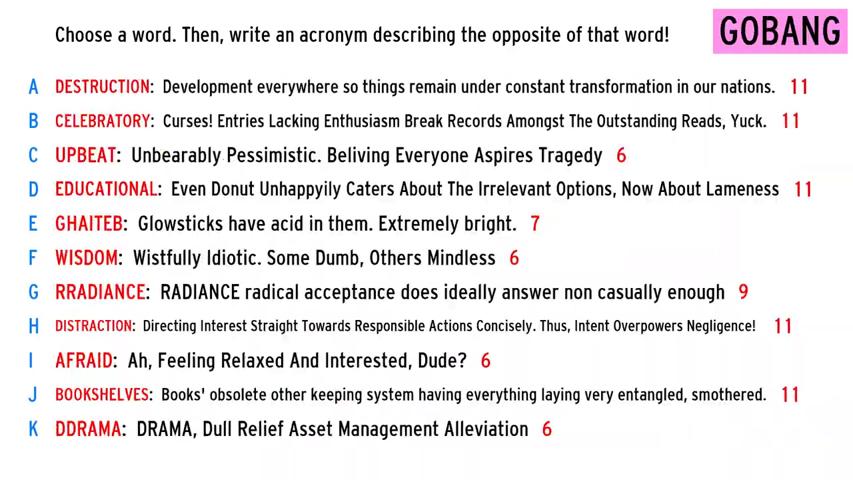 Choose a word. Then, write an acronym describing the opposite of that word!
GOBANG
A DESTRUCTION: Development everywhere so things remain under constant transformation in our nations. 11
B CELEBRATORY: Curses! Entries Lacking Enthusiasm Break Records Amongst The Outstanding Reads, Yuck. 11
C UPBEAT: Unbearably Pessimistic. Beliving Everyone Aspires Tragedy 6
D EDUCATIONAL: Even Donut Unhappyily Caters About The Irrelevant Options, Now About Lameness 11
E GHAITEB: Glowsticks have acid in them. Extremely bright. 7
F WISDOM: Wistfully Idiotic. Some Dumb, Others Mindless 6
G RRADIANCE: RADIANCE radical acceptance does ideally answer non casually enough 9
H DISTRACTION: Directing Interest Straight Towards Responsible Actions Concisely. Thus, Intent Overpowers Negligence! 11
I AFRAID: Ah, Feeling Relaxed And Interested, Dude? 6
J BOOKSHELVES: Books' obsolete other keeping system having everything laying very entangled, smothered. 11
K DDRAMA: DRAMA, Dull Relief Asset Management Alleviation 6